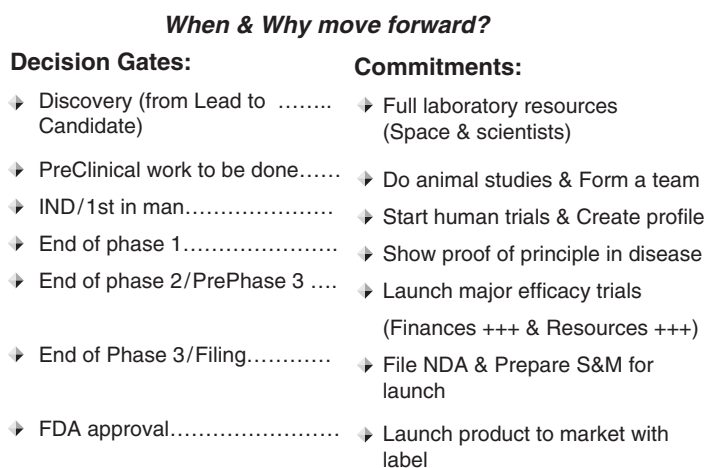 When & Why move forward?
Decision Gates:
Commitments:
Discovery (from Lead to ........
Candidate)
Full laboratory resources
(Space & scientists)
PreClinical work to be done......
Do animal studies & Form a team
IND/1st in man......................
Start human trials & Create profile
End of phase 1.......................
Show proof of principle in disease
End of phase 2/PrePhase 3 ....
Launch major efficacy trials
(Finances +++ & Resources +++)
End of Phase 3/Filing............
File NDA & Prepare S&M for
launch
FDA approval.........................
Launch product to market with
label